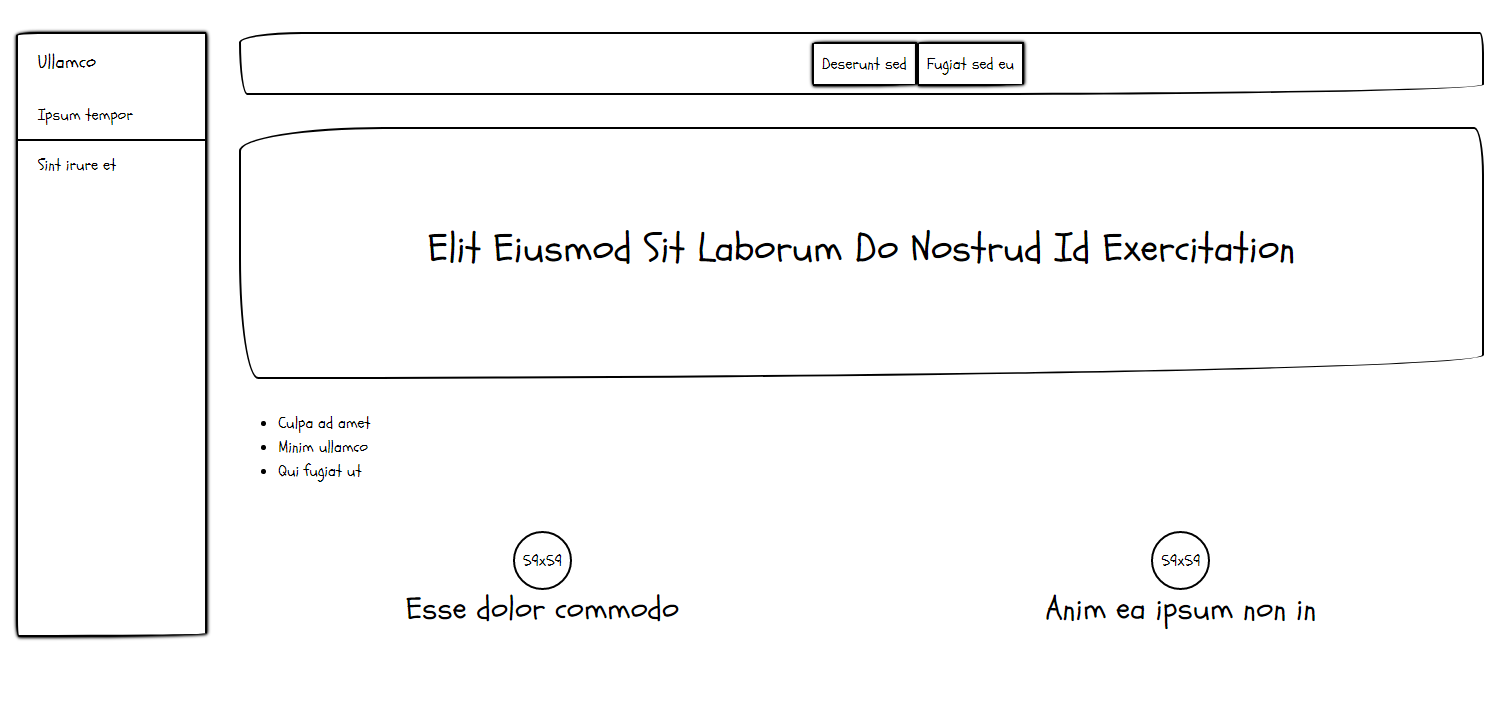 Ullamco
Ipsum tempor
Sint irure et
Deserunt sed
Fugiat sed eu
Elit Eiusmod Sit Laborum Do Nostrud Id Exercitation
Culpa ad amet
Minim ullamco
Qui fugiat ut
59x59
Esse dolor commodo
59x59
Anim ea ipsum non in